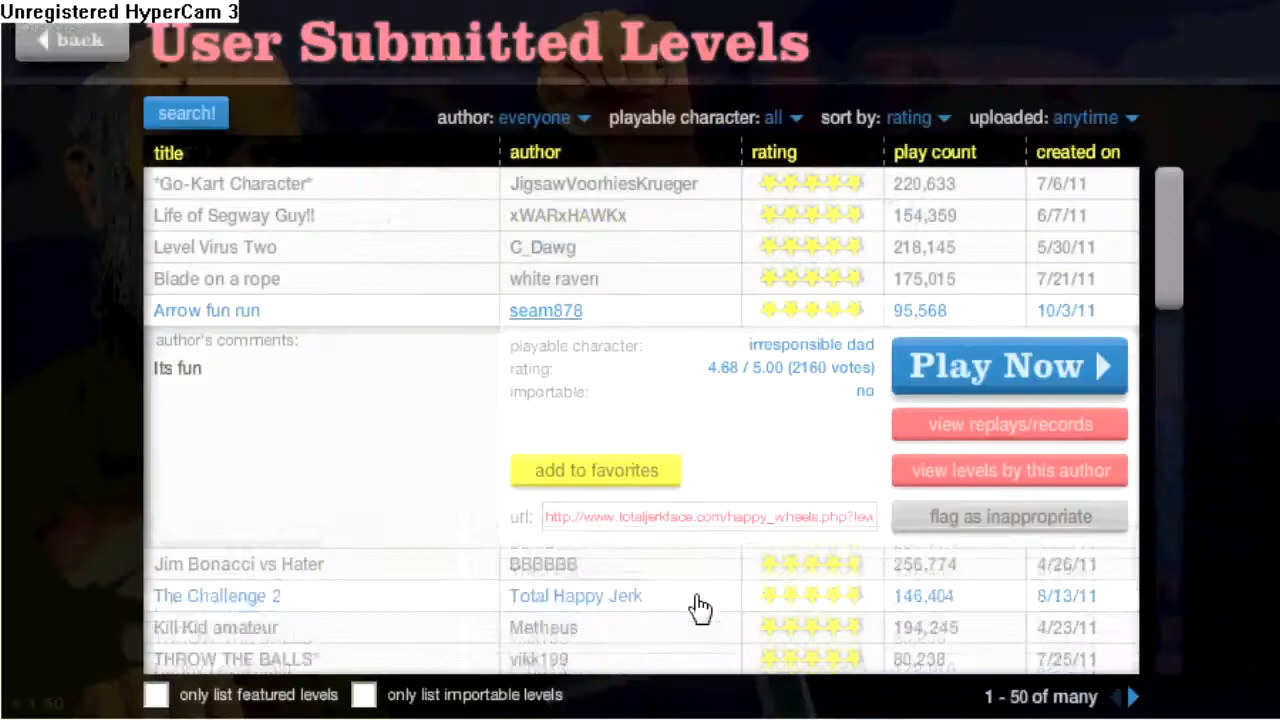 Unregistered HyperCam 3
back
User Submitted Levels
search!
author: everyone playable character: all sort by: rating uploaded: anytime
title author rating play count created on
*Go-Kart Character* JigsawVoorhiesKrueger 220,633 7/6/11
Life of Segway Guy!! xWARxHAWKx 154,359 6/7/11
Level Virus Two C_Dawg 218,145 5/30/11
Blade on a rope white raven 175,015 7/21/11
Arrow fun run seam878 95,568 10/3/11
author's comments:
Its fun
playable character: irresponsible dad
rating: 4.68 / 5.00 (2160 votes)
importable: no
Play Now
view replays/records
add to favorites
view levels by this author
url: http://www.totaljerkface.com/happy_wheels.php?lev
flag as inappropriate
Jim Bonacci vs Hater BBBBBB 256,774 4/26/11
The Challenge 2 Total Happy Jerk 146,404 8/13/11
Kill Kid amateur Metheus 194,245 4/23/11
THROW THE BALLS* vikk199 80,238 7/25/11
only list featured levels only list importable levels 1 - 50 of many